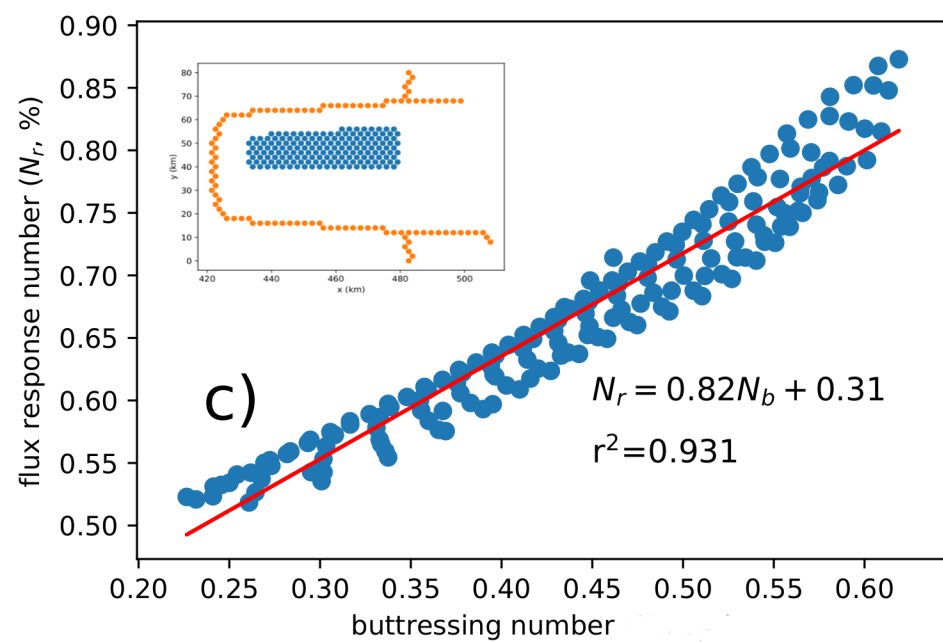 0.90
0.85
0.80
0.75
0.70
0.65
0.60
0.55
0.50
flux response number (Nᵣ, %)
80
70
60
50
40
30
20
10
0
y (km)
420 440 460 480 500
x (km)
c)
Nᵣ = 0.82N_b + 0.31
r²=0.931
0.20 0.25 0.30 0.35 0.40 0.45 0.50 0.55 0.60
buttressing number